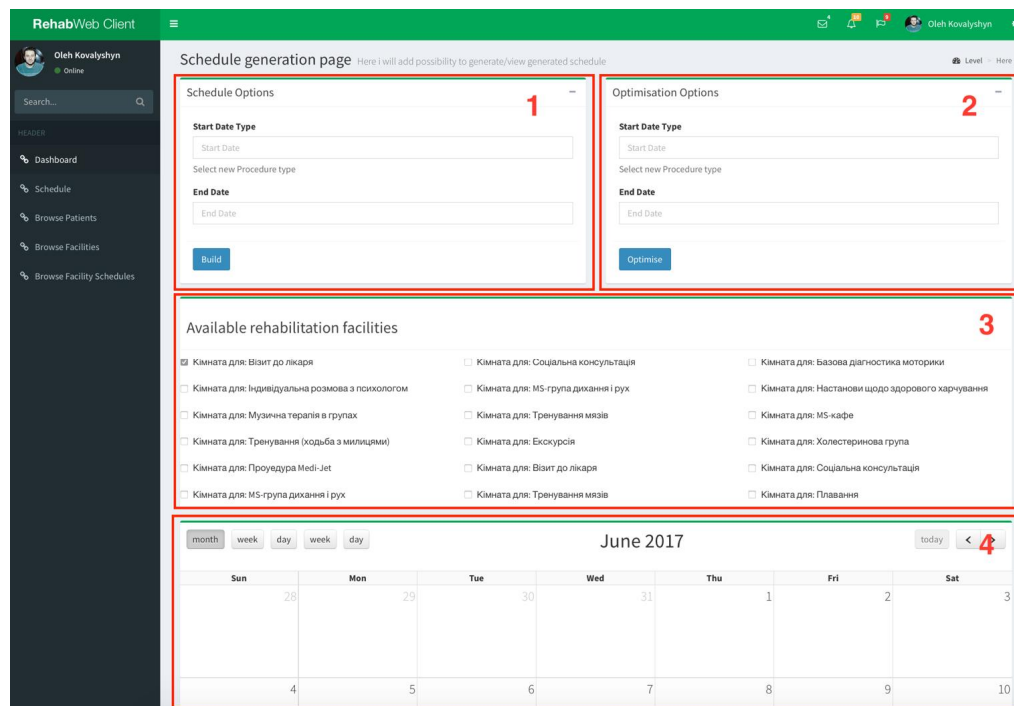 RehabWeb Client
4
10
9
Oleh Kovalyshyn
Oleh Kovalyshyn
Online
Search...
HEADER
Dashboard
Schedule
Browse Patients
Browse Facilities
Browse Facility Schedules
Schedule generation page Here i will add possibility to generate/view generated schedule
Level > Here
Schedule Options
1
Start Date Type
Start Date
Select new Procedure type
End Date
End Date
Build
Optimisation Options
2
Start Date Type
Start Date
Select new Procedure type
End Date
End Date
Optimise
Available rehabilitation facilities
3
Кімната для: Візит до лікаря Кімната для: Соціальна консультація Кімната для: Базова діагностика моторики
Кімната для: Індивідуальна розмова з психологом Кімната для: MS-група дихання і рух Кімната для: Настанови щодо здорового харчування
Кімната для: Музична терапія в групах Кімната для: Тренування мязів Кімната для: MS-кафе
Кімната для: Тренування (ходьба з милицями) Кімната для: Екскурсія Кімната для: Холестеринова група
Кімната для: Проуедура Medi-Jet Кімната для: Візит до лікаря Кімната для: Соціальна консультація
Кімната для: MS-група дихання і рух Кімната для: Тренування мязів Кімната для: Плавання
month week day week day June 2017 today < >
4
Sun Mon Tue Wed Thu Fri Sat
28 29 30 31 1 2 3
4 5 6 7 8 9 10